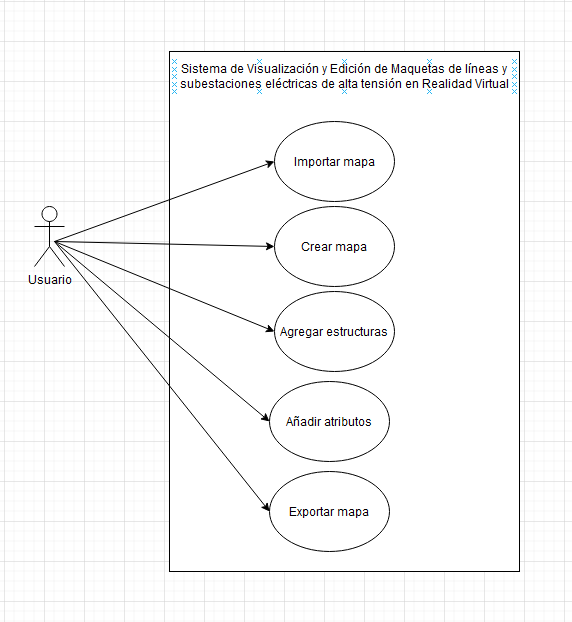 Sistema de Visualización y Edición de Maquetas de líneas y
subestaciones eléctricas de alta tensión en Realidad Virtual
Importar mapa
Crear mapa
Usuario
Agregar estructuras
Añadir atributos
Exportar mapa